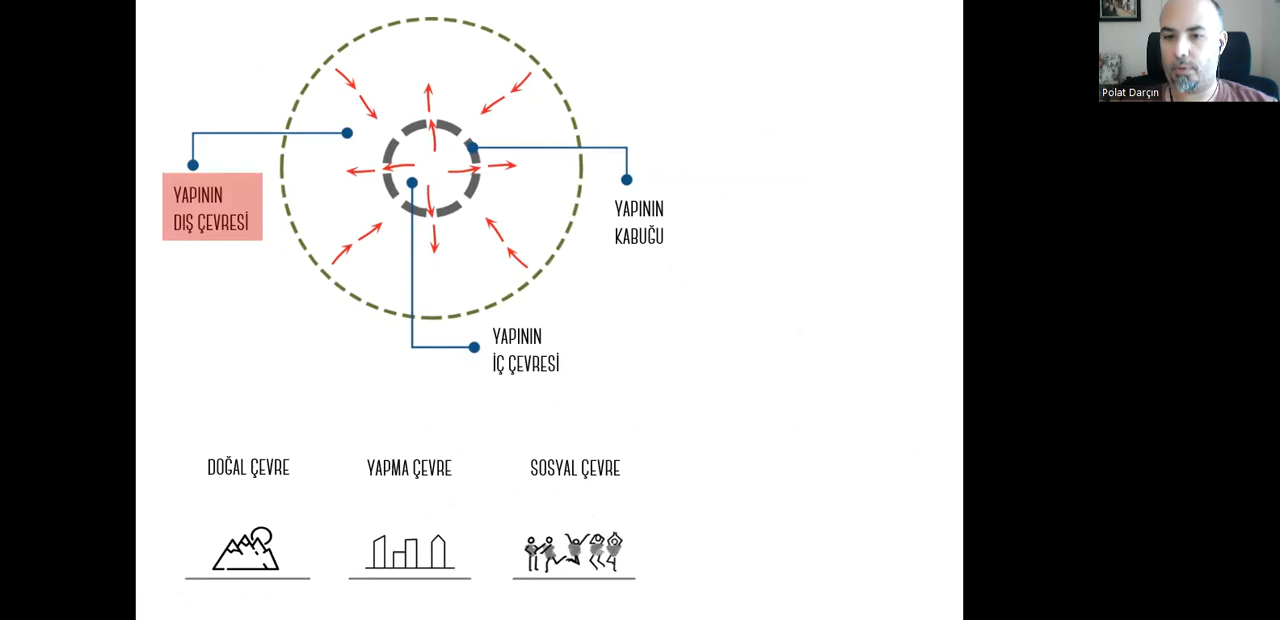 Polat Darçın
YAPININ
DIŞ ÇEVRESİ
YAPININ
KABUĞU
YAPININ
İÇ ÇEVRESİ
DOĞAL ÇEVRE
YAPMA ÇEVRE
SOSYAL ÇEVRE